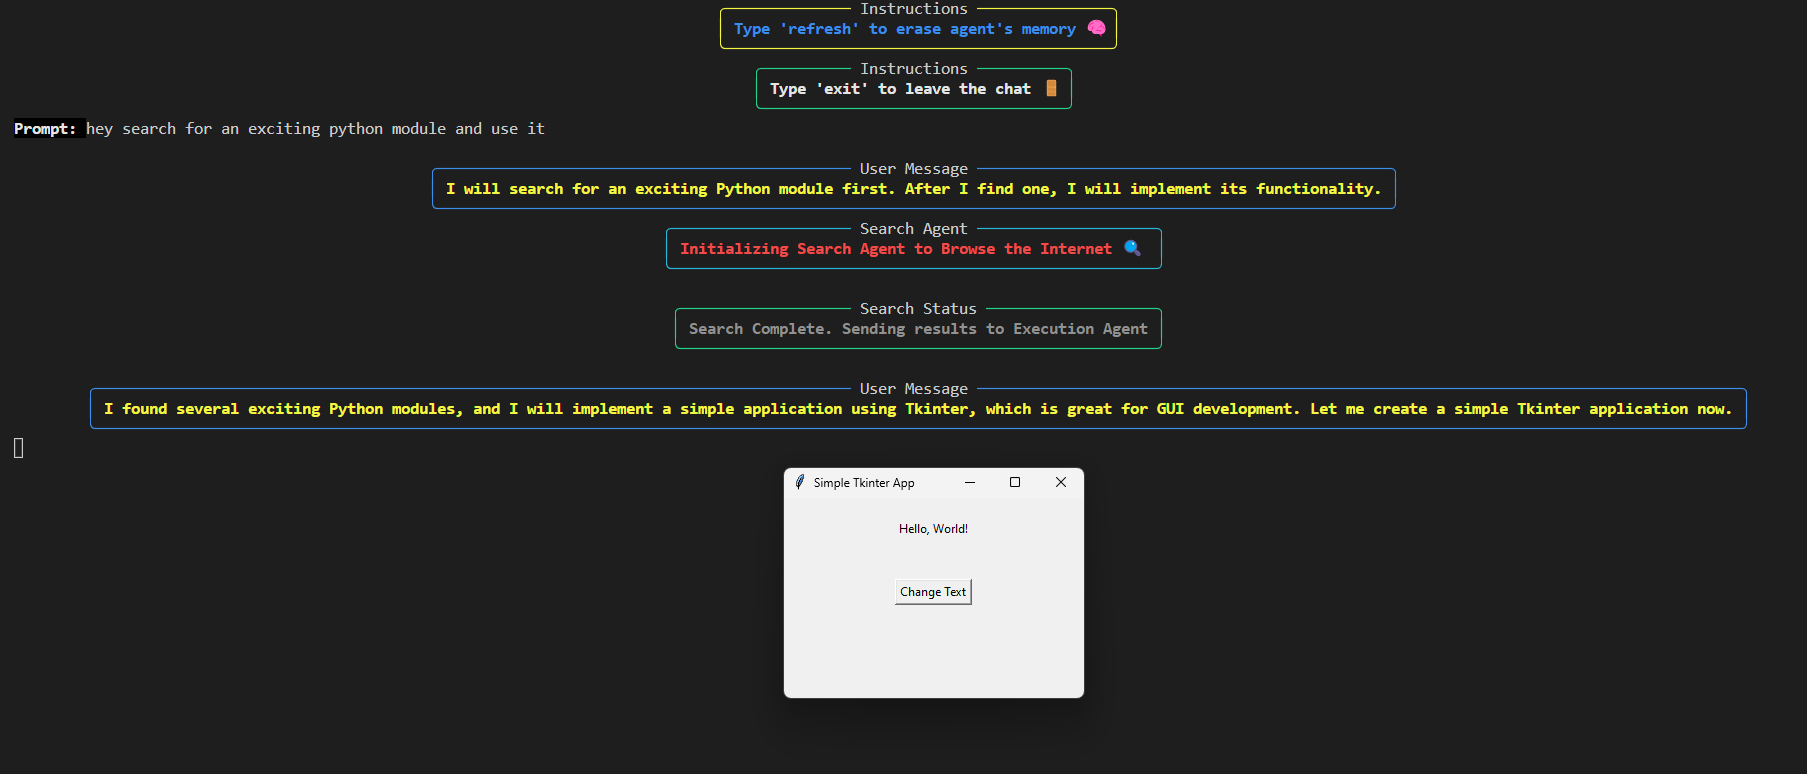 Instructions
Type 'refresh' to erase agent's memory
Instructions
Type 'exit' to leave the chat
Prompt: hey search for an exciting python module and use it
User Message
I will search for an exciting Python module first. After I find one, I will implement its functionality.
Search Agent
Initializing Search Agent to Browse the Internet
Search Status
Search Complete. Sending results to Execution Agent
User Message
I found several exciting Python modules, and I will implement a simple application using Tkinter, which is great for GUI development. Let me create a simple Tkinter application now.
Simple Tkinter App
Hello, World!
Change Text